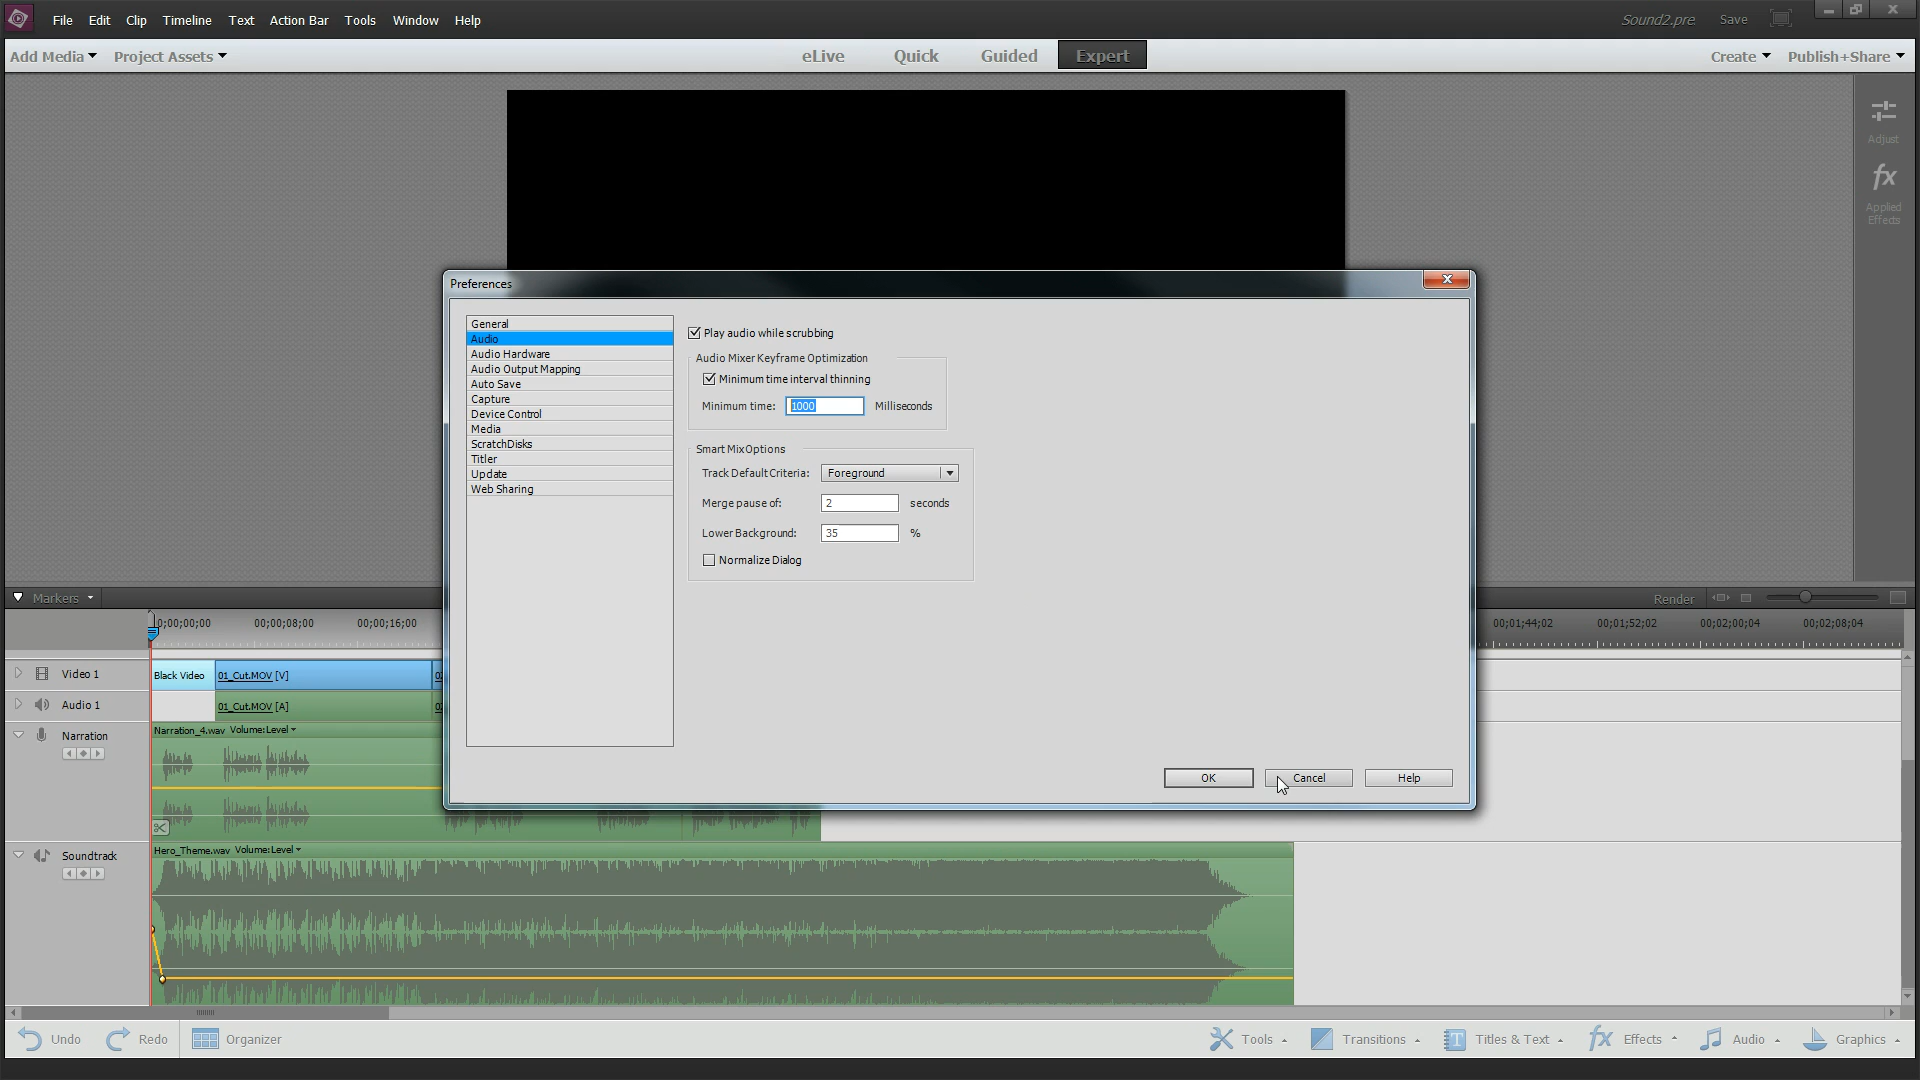 File Edit Clip Timeline Text Action Bar Tools Window Help
Sound2.pre Save
Add Media Project Assets
eLive Quick Guided Expert
Create Publish+Share
Adjust
fx
Applied
Effects
Preferences
General
Audio
Audio Hardware
Audio Output Mapping
Auto Save
Capture
Device Control
Media
ScratchDisks
Titler
Update
Web Sharing
Play audio while scrubbing
Audio Mixer Keyframe Optimization
Minimum time interval thinning
Minimum time: 1000 Milliseconds
Smart MixOptions
Track Default Criteria: Foreground
Merge pause of: 2 seconds
Lower Background: 35 %
Normalize Dialog
OK Cancel Help
Markers
Render
0;00;00;00 00;00;08;00 00;00;16;00
00;01;44;02 00;01;52;02 00;02;00;04 00;02;08;04
Video 1
Black Video 01_Cut.MOV [V]
Audio 1
01_Cut.MOV [A]
Narration
Narration_4.wav Volume:Level
Soundtrack
Hero_Theme.wav Volume:Level
Undo Redo Organizer
Tools Transitions T Titles & Text fx Effects Audio Graphics